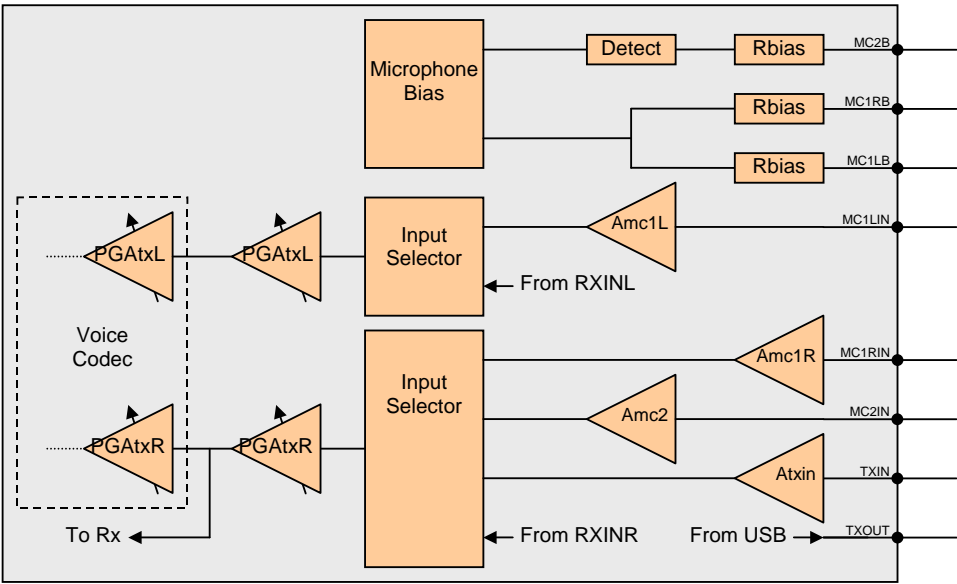 Detect
Rbias
MC2B
Microphone
Bias
Rbias
MC1RB
Rbias
MC1LB
PGAtxL
PGAtxL
Input
Selector
Amc1L
MC1LIN
From RXINL
Voice
Codec
Amc1R
MC1RIN
Input
Selector
Amc2
MC2IN
PGAtxR
PGAtxR
Atxin
TXIN
To Rx
From RXINR
From USB
TXOUT